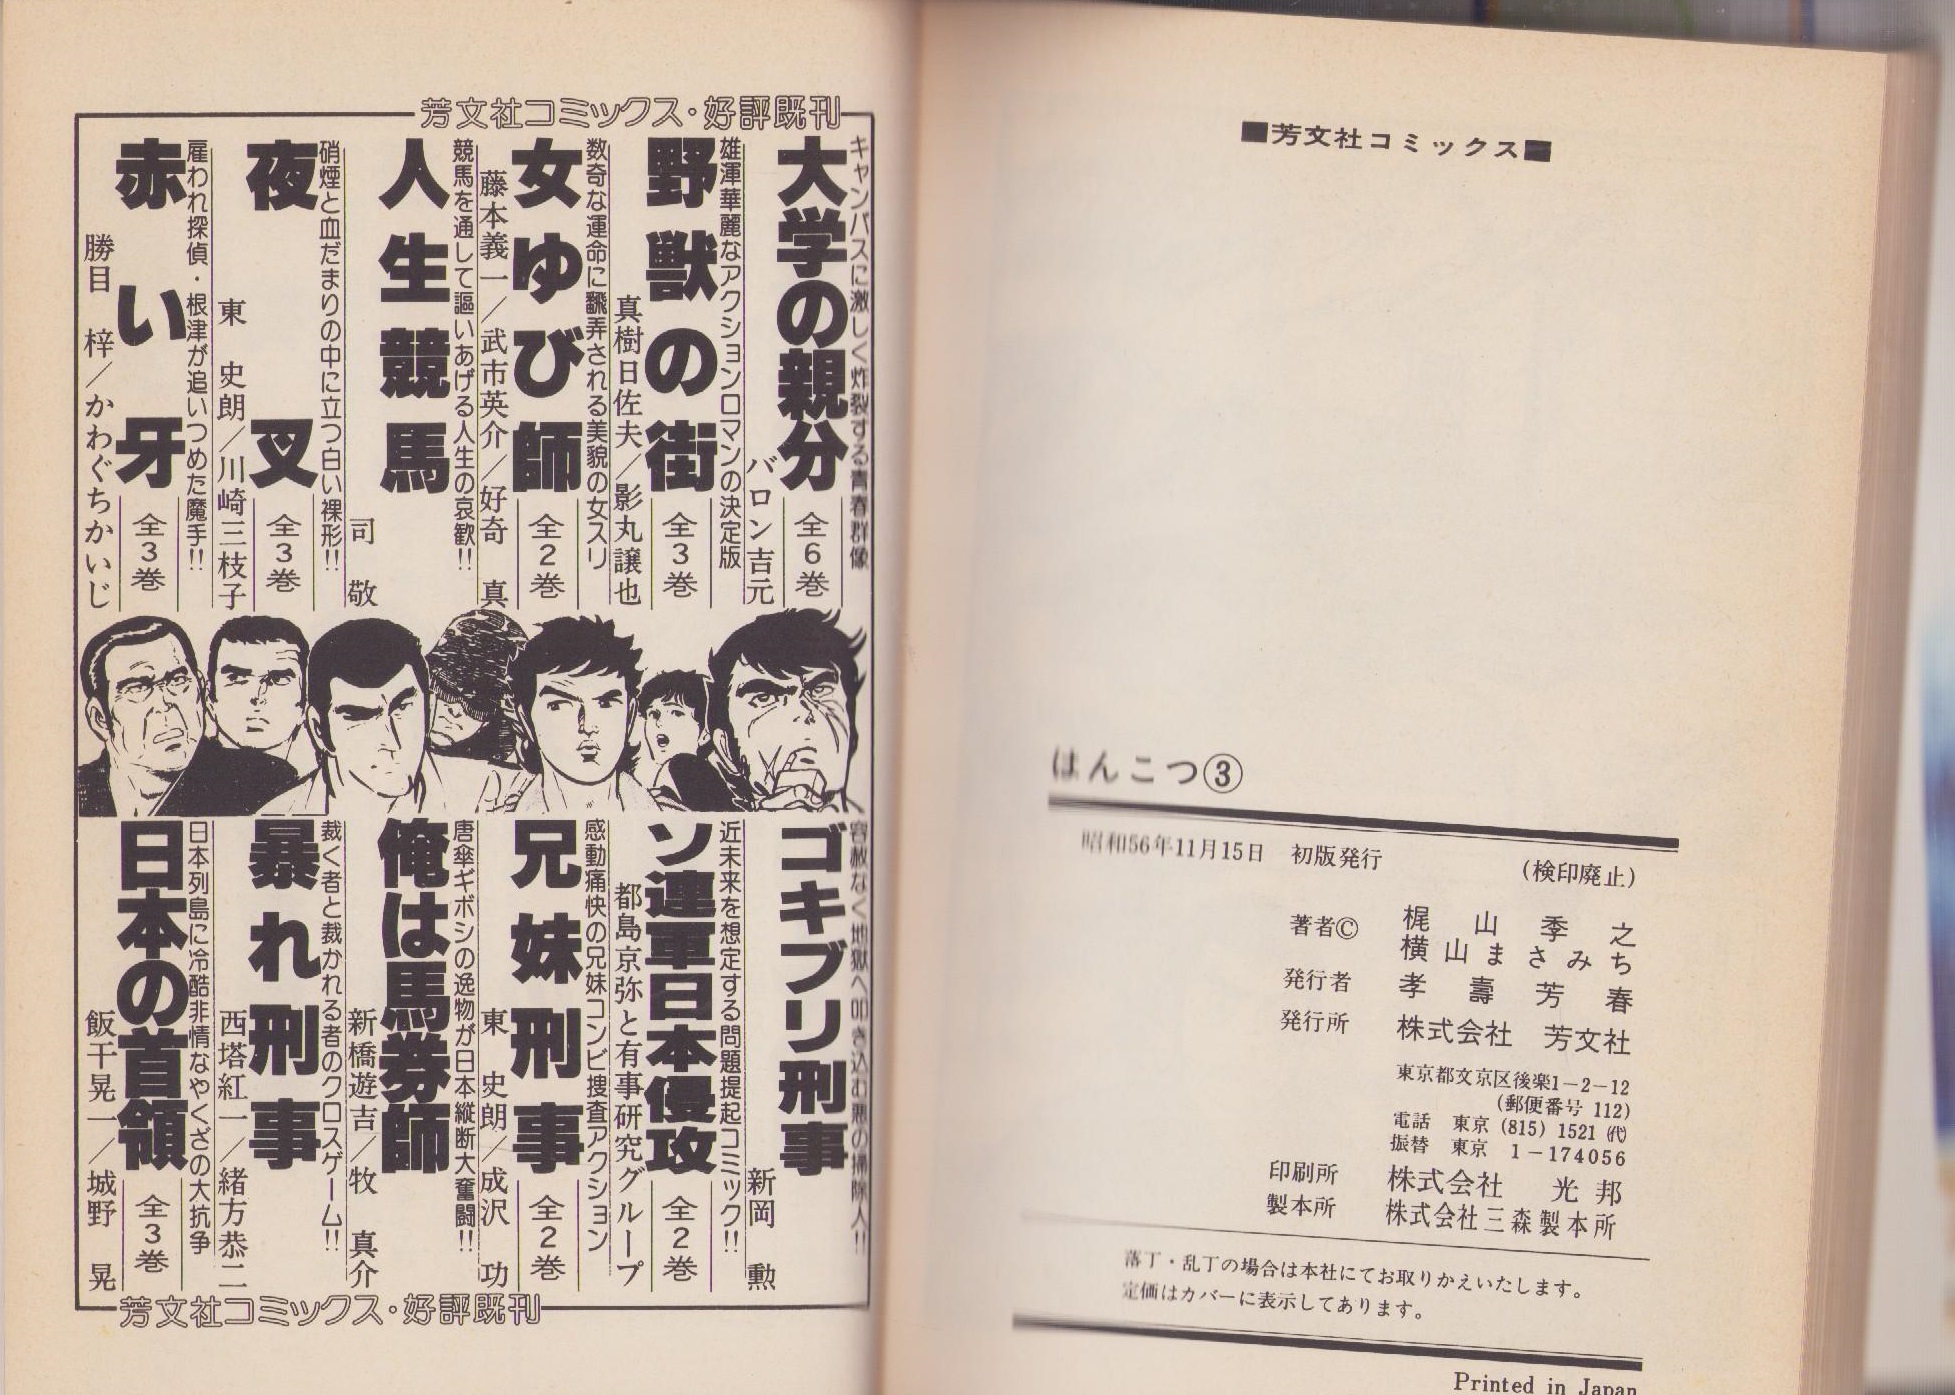 芳文社コミックス・好評既刊
キャンパスに激しく炸裂する青春群像
大学の親分
全6巻
バロン吉元
雄渾華麗なアクションロマンの決定版
野獣の街
全3巻
真樹日佐夫/影丸譲也
数奇な運命に翻弄される美貌の女スリ
女ゆび師
全2巻
藤本義一/武市英介/好奇 真
競馬を通して謳いあげる人生の哀歓!!
人生競馬
司 敬
硝煙と血だまりの中に立つ白い裸形!!
夜叉
全3巻
東 史朗/川崎三枝子
雇われ探偵・根津が追いつめた魔手!!
赤い牙
全3巻
勝目 梓/かわぐちかいじ
容赦なく地獄へ叩き込む悪の掃除人!!
ゴキブリ刑事
新岡 勲
近未来を想定する問題提起コミック!!
ソ連軍日本侵攻
全2巻
都島京弥と有事研究グループ
感動痛快の兄妹コンビ捜査アクション
兄妹刑事
全2巻
東 史朗/成沢 功
唐傘ギボシの逸物が日本縦断大奮闘!!
俺は馬券師
新橋遊吉/牧 真介
裁く者と裁かれる者のクロスゲーム!!
暴れ刑事
西塔紅一/緒方恭二
日本列島に冷酷非情なやくざの大抗争
日本の首領
全3巻
飯干晃一/城野 晃
芳文社コミックス・好評既刊
■芳文社コミックス■
はんこつ③
昭和56年11月15日 初版発行 (検印廃止)
著者© 梶山季之
横山まさみち
発行者 孝壽芳春
発行所 株式会社 芳文社
東京都文京区後楽1-2-12
(郵便番号 112)
電話 東京 (815) 1521 ㈹
振替 東京 1-174056
印刷所 株式会社 光邦
製本所 株式会社三森製本所
落丁・乱丁の場合は本社にてお取りかえいたします。
定価はカバーに表示してあります。
Printed in Japan